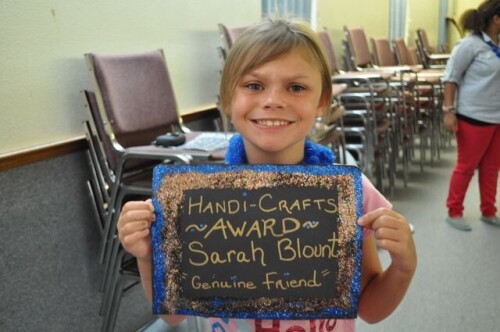 HANDI-CRAFTS
~AWARD~
Sarah Blount
"Genuine Friend"